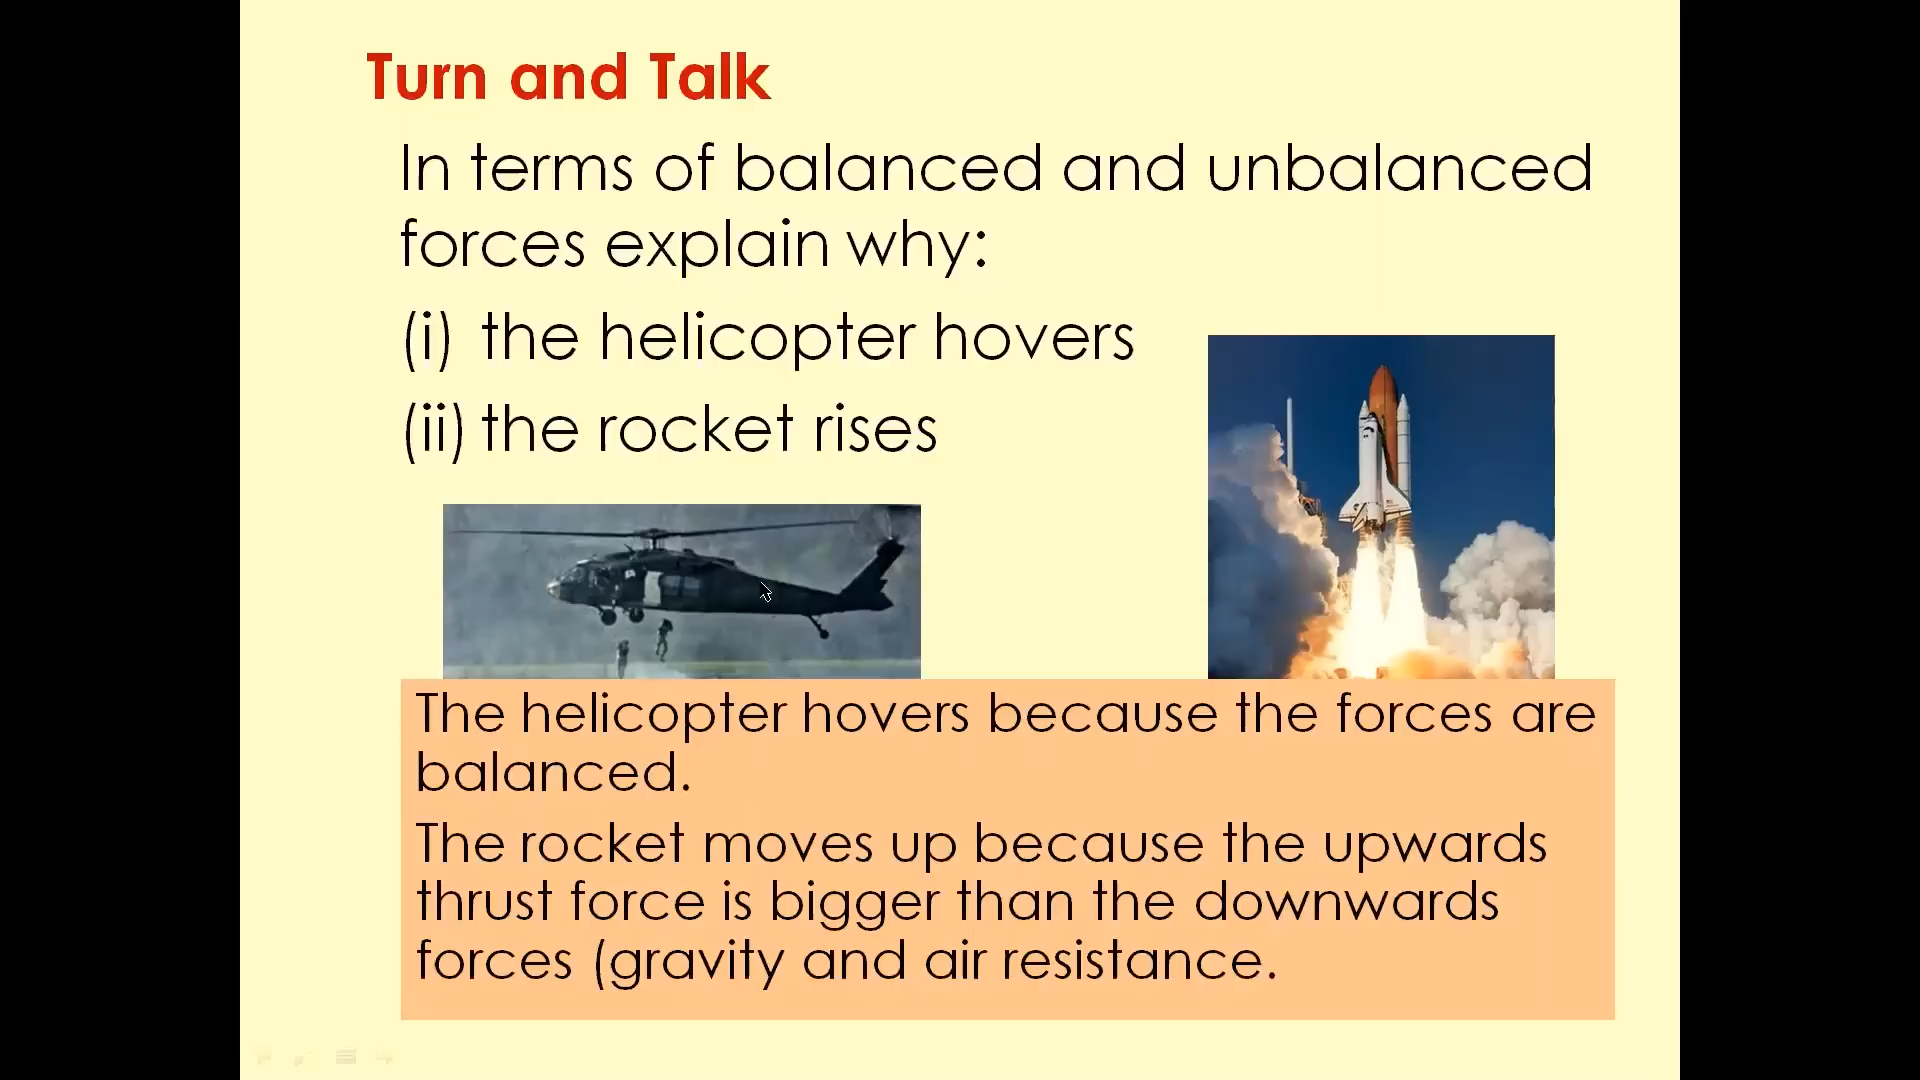 Turn and Talk
In terms of balanced and unbalanced
forces explain why:
(i) the helicopter hovers
(ii) the rocket rises
The helicopter hovers because the forces are
balanced.
The rocket moves up because the upwards
thrust force is bigger than the downwards
forces (gravity and air resistance.